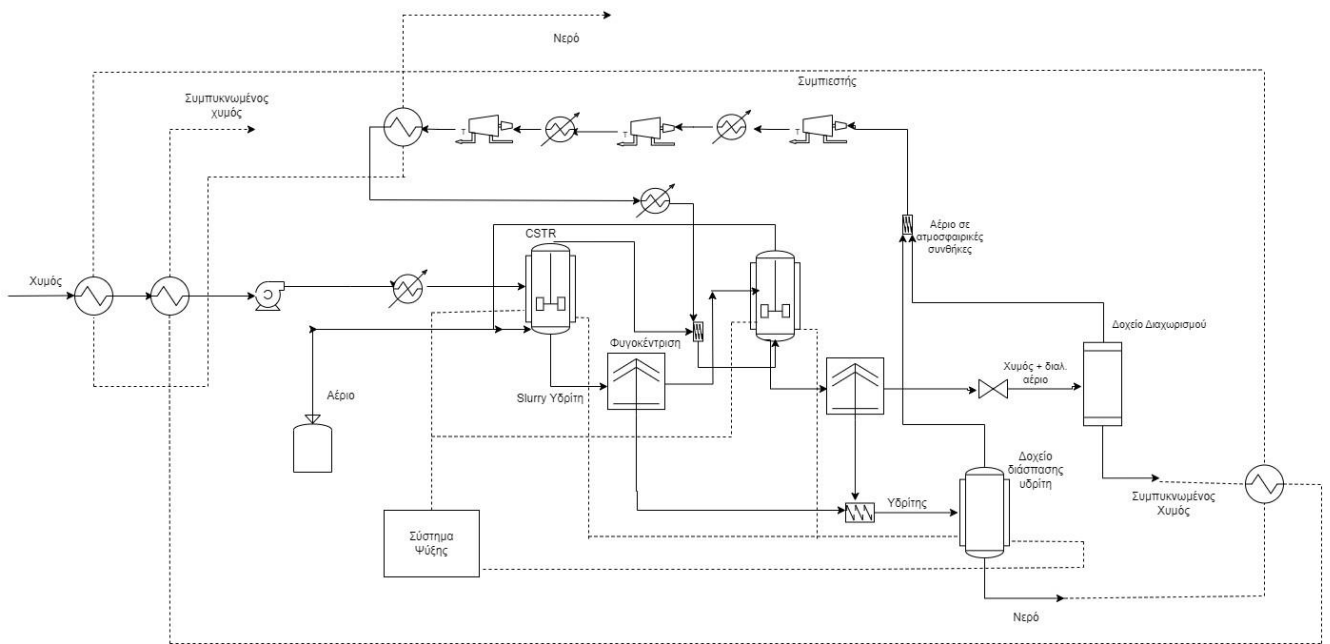 Νερό
Συμπιεστής
Συμπυκνωμένος
χυμός
T
T
T
Αέριο σε
ατμοσφαιρικές
συνθήκες
CSTR
Χυμός
Δοχείο Διαχωρισμού
Φυγοκέντριση
Χυμός + διαλ.
αέριο
Slurry Υδρίτη
Αέριο
Δοχείο
διάσπασης
υδρίτη
Υδρίτης
Συμπυκνωμένος
Χυμός
Σύστημα
Ψύξης
Νερό